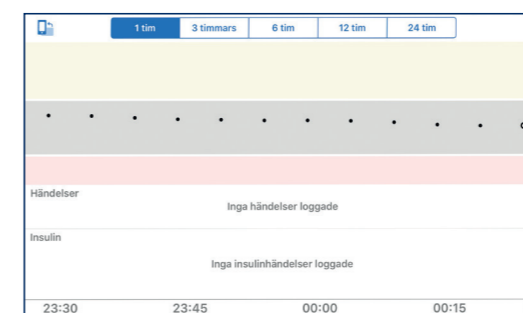 1 tim 3 timmars 6 tim 12 tim 24 tim
Händelser
Inga händelser loggade
Insulin
Inga insulinhändelser loggade
23:30 23:45 00:00 00:15